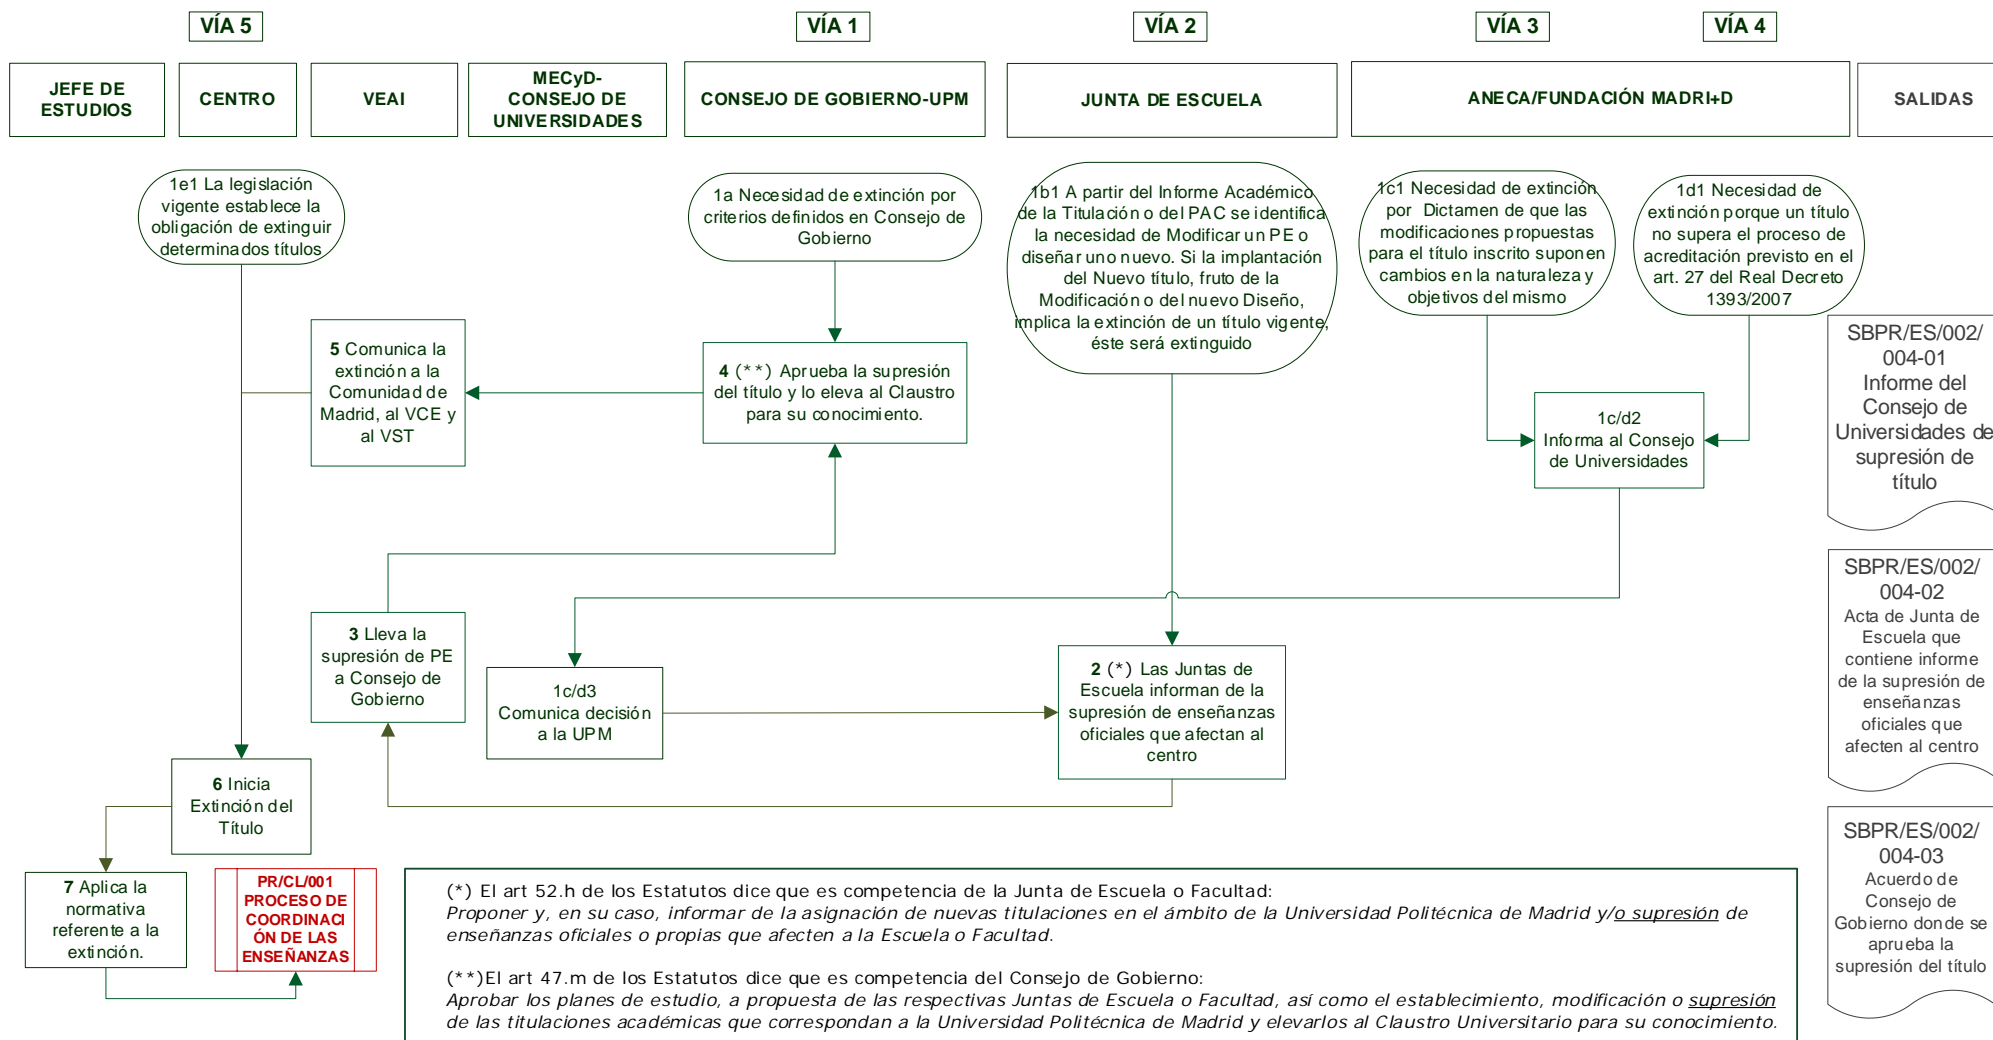 VÍA 5
VÍA 1
VÍA 2
VÍA 3
VÍA 4
JEFE DE
ESTUDIOS
CENTRO
VEAI
MECyD-
CONSEJO DE
UNIVERSIDADES
CONSEJO DE GOBIERNO-UPM
JUNTA DE ESCUELA
ANECA/FUNDACIÓN MADRI+D
SALIDAS
1e1 La legislación
vigente establece la
obligación de extinguir
determinados títulos
1a Necesidad de extinción por
criterios definidos en Consejo de
Gobierno
1b1 A partir del Informe Académico
de la Titulación o del PAC se identifica
la necesidad de Modificar un PE o
diseñar uno nuevo. Si la implantación
del Nuevo título, fruto de la
Modificación o del nuevo Diseño,
implica la extinción de un título vigente,
éste será extinguido
1c1 Necesidad de extinción
por Dictamen de que las
modificaciones propuestas
para el título inscrito suponen
cambios en la naturaleza y
objetivos del mismo
1d1 Necesidad de
extinción porque un título
no supera el proceso de
acreditación previsto en el
art. 27 del Real Decreto
1393/2007
5 Comunica la
extinción a la
Comunidad de
Madrid, al VCE y
al VST
4 (**) Aprueba la supresión
del título y lo eleva al Claustro
para su conocimiento.
1c/d2
Informa al Consejo
de Universidades
SBPR/ES/002/
004-01
Informe del
Consejo de
Universidades de
supresión de
título
3 Lleva la
supresión de PE
a Consejo de
Gobierno
1c/d3
Comunica decisión
a la UPM
2 (*) Las Juntas de
Escuela informan de la
supresión de enseñanzas
oficiales que afectan al
centro
SBPR/ES/002/
004-02
Acta de Junta de
Escuela que
contiene informe
de la supresión de
enseñanzas
oficiales que
afecten al centro
6 Inicia
Extinción del
Título
7 Aplica la
normativa
referente a la
extinción.
PR/CL/001
PROCESO DE
COORDINACI
ÓN DE LAS
ENSEÑANZAS
SBPR/ES/002/
004-03
Acuerdo de
Consejo de
Gobierno donde se
aprueba la
supresión del título
(*) El art 52.h de los Estatutos dice que es competencia de la Junta de Escuela o Facultad:
Proponer y, en su caso, informar de la asignación de nuevas titulaciones en el ámbito de la Universidad Politécnica de Madrid y/o supresión de
enseñanzas oficiales o propias que afecten a la Escuela o Facultad.
(**)El art 47.m de los Estatutos dice que es competencia del Consejo de Gobierno:
Aprobar los planes de estudio, a propuesta de las respectivas Juntas de Escuela o Facultad, así como el establecimiento, modificación o supresión
de las titulaciones académicas que correspondan a la Universidad Politécnica de Madrid y elevarlos al Claustro Universitario para su conocimiento.